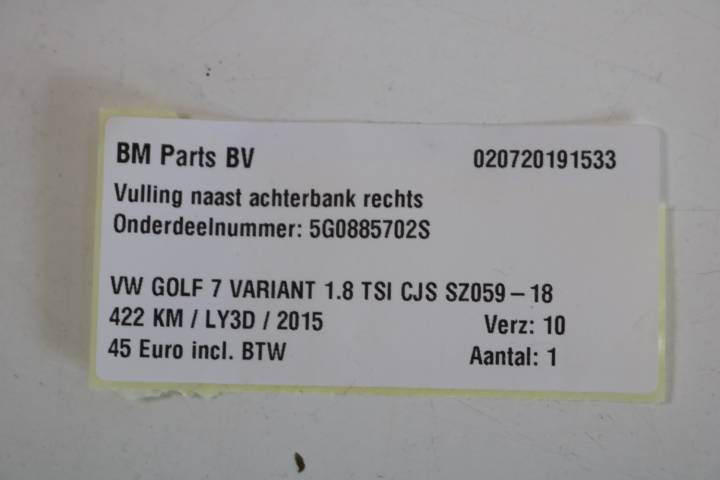 BM Parts BV 020720191533
Vulling naast achterbank rechts
Onderdeelnummer: 5G0885702S
VW GOLF 7 VARIANT 1.8 TSI CJS SZ059 – 18
422 KM / LY3D / 2015 Verz: 10
45 Euro incl. BTW Aantal: 1